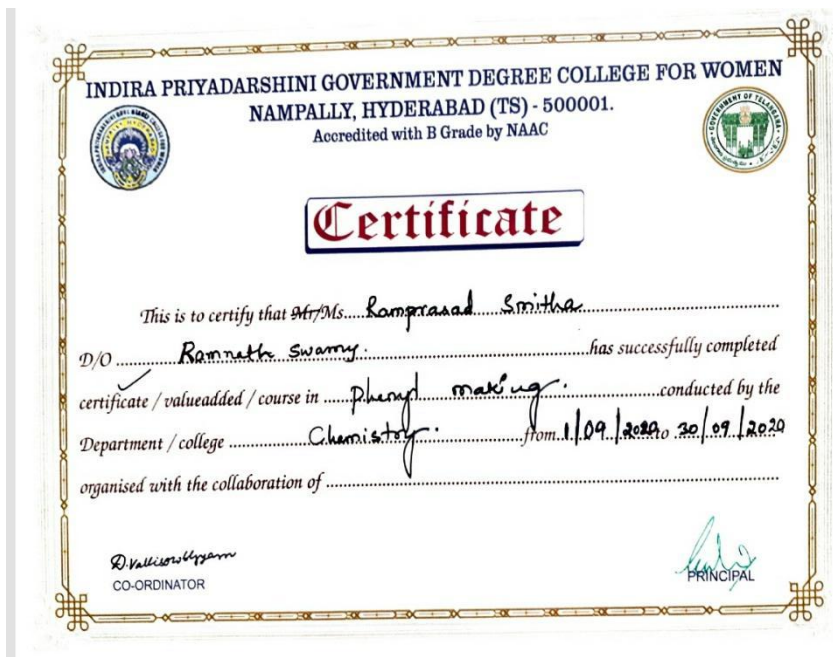 INDIRA PRIYADARSHINI GOVERNMENT DEGREE COLLEGE FOR WOMEN
NAMPALLY, HYDERABAD (TS) - 500001.
Accredited with B Grade by NAAC
GOVERNMENT OF TELANGANA
Certificate
This is to certify that Mr/Ms.....Ramprasad Smitha
D/O ............Ramnath Swamy.....has successfully completed
certificate / valueadded / course in .....Phenyl making.....conducted by the
Department / college ............Chemistry.....from 1/09/2020 to 30/09/2020
organised with the collaboration of ............
CO-ORDINATOR
PRINCIPAL